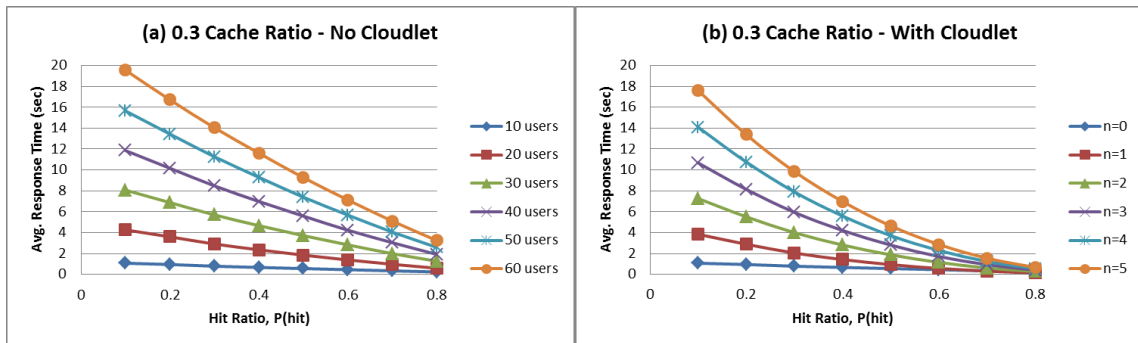 (a) 0.3 Cache Ratio - No Cloudlet
Avg. Response Time (sec)
20
18
16
14
12
10
8
6
4
2
0
0
0.2
0.4
0.6
0.8
Hit Ratio, P(hit)
10 users
20 users
30 users
40 users
50 users
60 users
(b) 0.3 Cache Ratio - With Cloudlet
Avg. Response Time (sec)
20
18
16
14
12
10
8
6
4
2
0
0
0.2
0.4
0.6
0.8
Hit Ratio, P(hit)
n=0
n=1
n=2
n=3
n=4
n=5